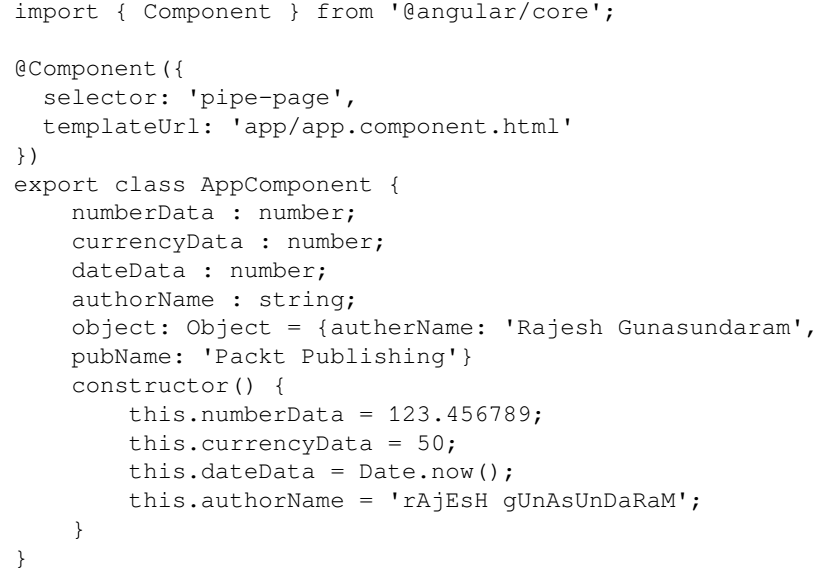 import { Component } from '@angular/core';

@Component({
  selector: 'pipe-page',
  templateUrl: 'app/app.component.html'
})
export class AppComponent {
    numberData : number;
    currencyData : number;
    dateData : number;
    authorName : string;
    object: Object = {autherName: 'Rajesh Gunasundaram',
    pubName: 'Packt Publishing'}
    constructor() {
        this.numberData = 123.456789;
        this.currencyData = 50;
        this.dateData = Date.now();
        this.authorName = 'rAjEsH gUnAsUnDaRaM';
    }
}